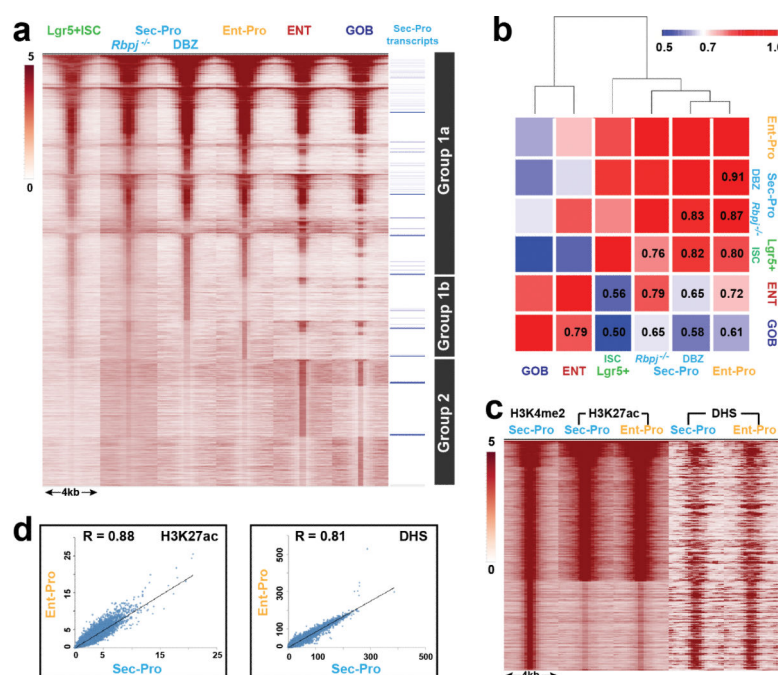 a
Lgr5+ISC
Sec-Pro
Ent-Pro
ENT
GOB
Sec-Pro
transcripts
Rbpj -/-
DBZ
5
0
Group 1a
Group 1b
Group 2
4kb
b
0.5
0.7
1.0
Ent-Pro
DBZ
Sec-Pro
Rbpj-/-
Lgr5+
ISC
ENT
GOB
0.91
0.83 0.87
0.76 0.82 0.80
0.56 0.79 0.65 0.72
0.79 0.50 0.65 0.58 0.61
GOB
ENT
ISC
Lgr5+
Rbpj-/-
DBZ
Sec-Pro
Ent-Pro
c
H3K4me2
H3K27ac
DHS
Sec-Pro
Sec-Pro
Ent-Pro
Sec-Pro
Ent-Pro
5
0
4kb
d
R = 0.88
H3K27ac
Ent-Pro
25
15
5
0
5
15
25
Sec-Pro
R = 0.81
DHS
Ent-Pro
500
300
100
0
100
300
500
Sec-Pro